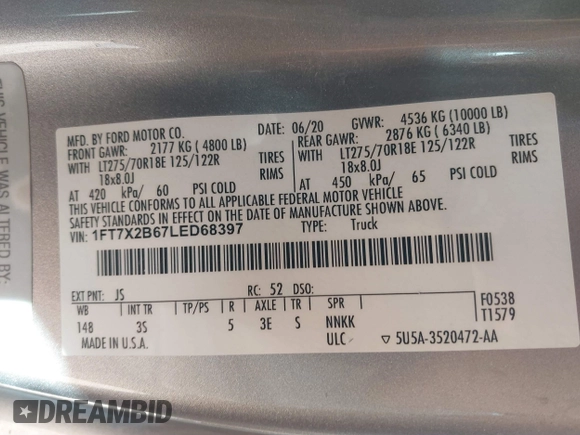 THIS VEHICLE WAS ALTERED BY:
MFD. BY FORD MOTOR CO.
DATE: 06/20 GVWR: 4536 KG (10000 LB)
FRONT GAWR: 2177 KG ( 4800 LB)
REAR GAWR: 2876 KG ( 6340 LB)
WITH LT275/70R18E 125/122R TIRES
WITH LT275/70R18E 125/122R TIRES
18x8.0J RIMS
18x8.0J RIMS
AT 420 kPa/ 60 PSI COLD
AT 450 kPa/ 65 PSI COLD
THIS VEHICLE CONFORMS TO ALL APPLICABLE FEDERAL MOTOR VEHICLE
SAFETY STANDARDS IN EFFECT ON THE DATE OF MANUFACTURE SHOWN ABOVE.
VIN: 1FT7X2B67LED68397 TYPE: Truck
EXT PNT: JS RC: 52 DSO:
WB INT TR TP/PS R AXLE TR SPR
148 3S 5 3E S NNKK
F0538
T1579
MADE IN U.S.A. ULC ▽ 5U5A-3520472-AA
DREAMBID